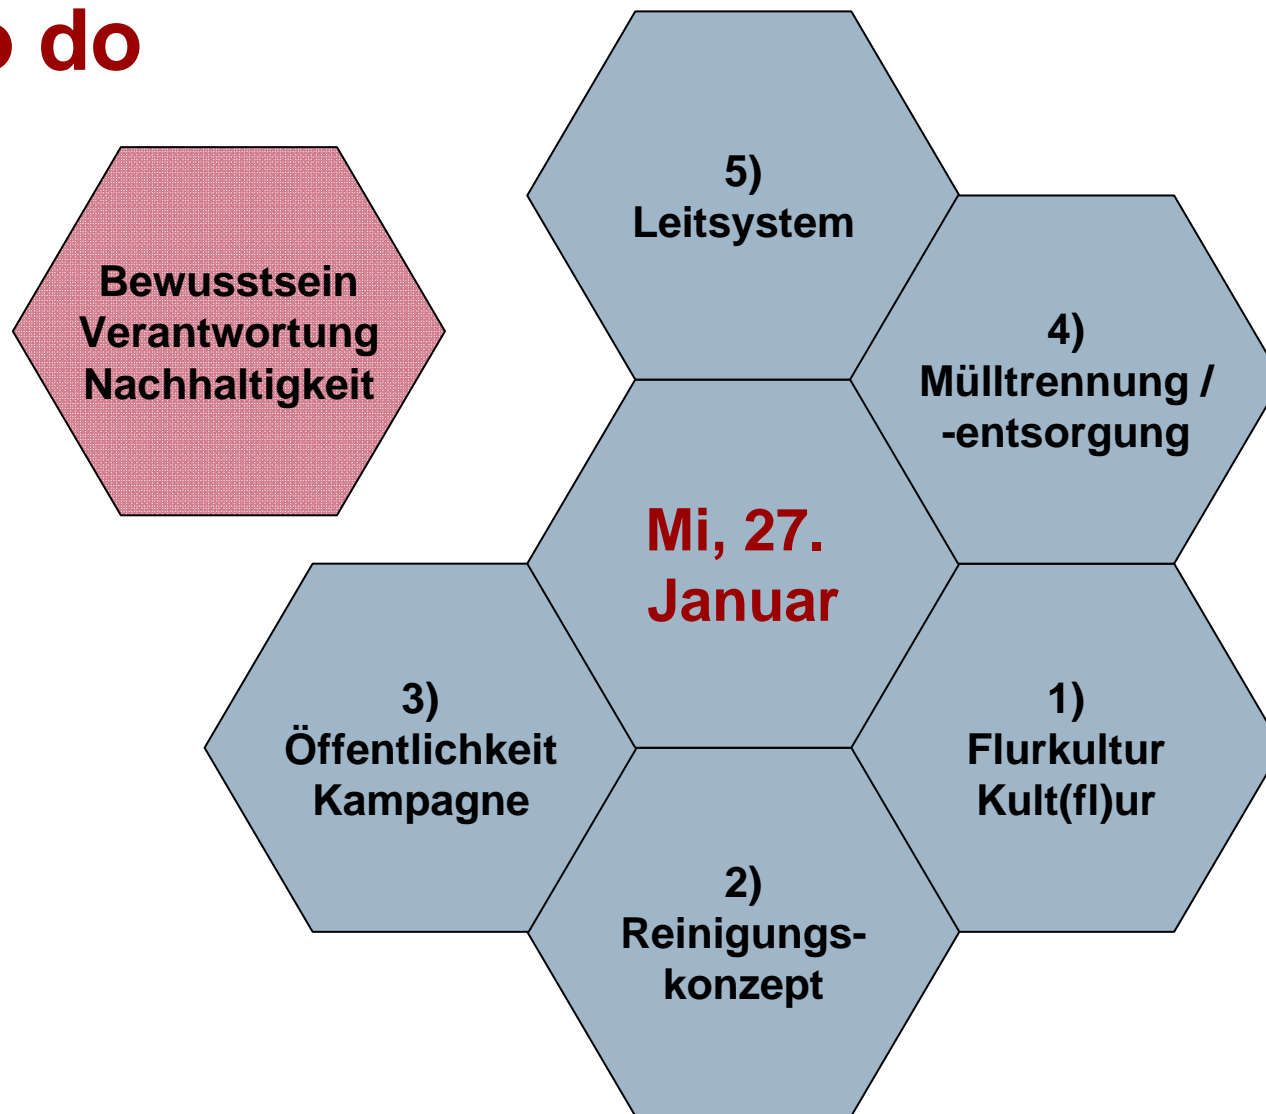 o do
5)
Leitsystem
Bewusstsein
Verantwortung
Nachhaltigkeit
4)
Mülltrennung /
-entsorgung
Mi, 27.
Januar
3)
Öffentlichkeit
Kampagne
1)
Flurkultur
Kult(fl)ur
2)
Reinigungs-
konzept